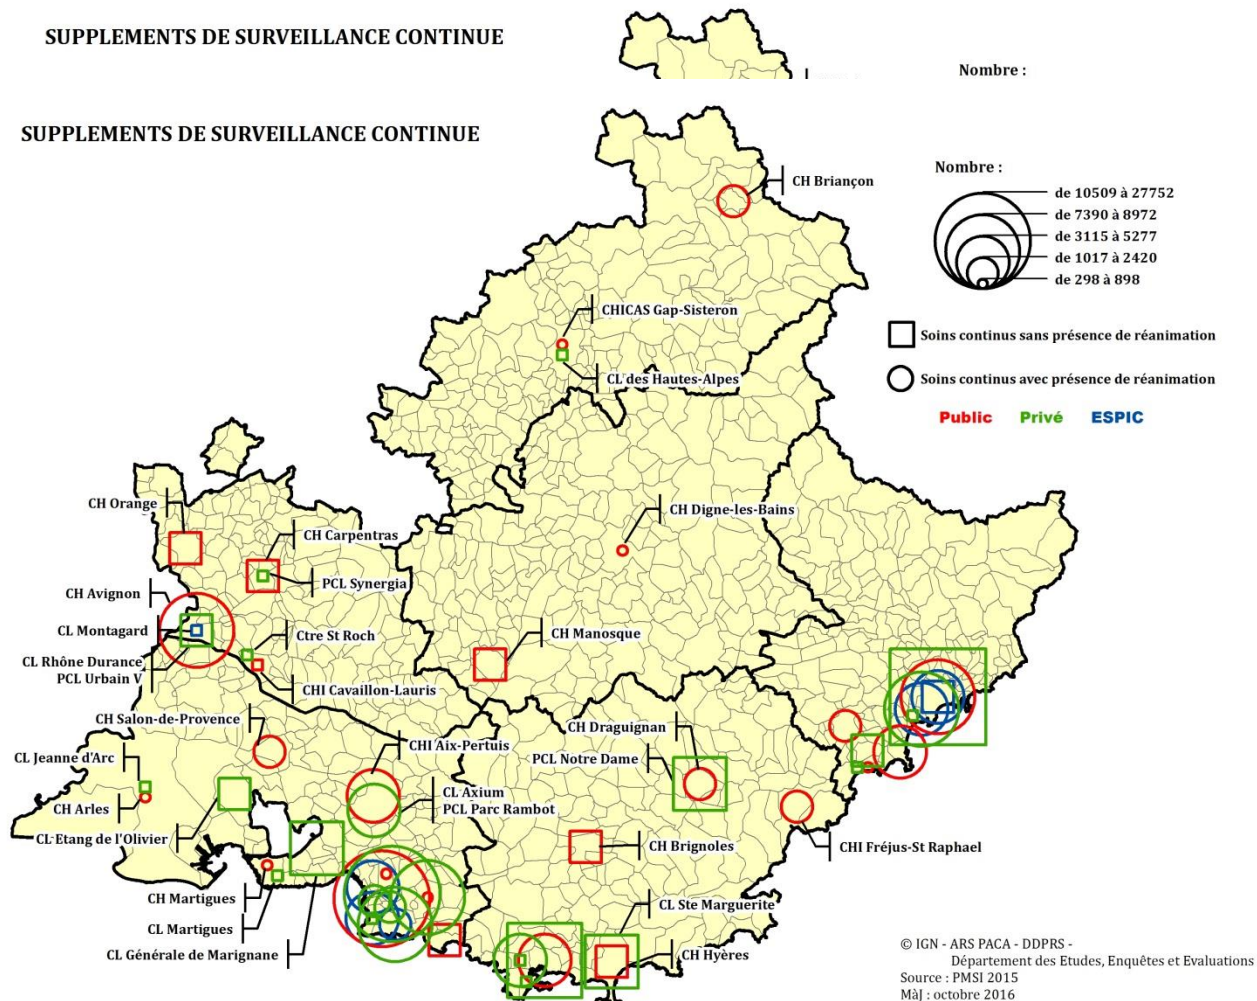 SUPPLEMENTS DE SURVEILLANCE CONTINUE
Nombre :
SUPPLEMENTS DE SURVEILLANCE CONTINUE
Nombre :
de 10509 à 27752
de 7390 à 8972
de 3115 à 5277
de 1017 à 2420
de 298 à 898
Soins continus sans présence de réanimation
Soins continus avec présence de réanimation
Public Privé ESPIC
CH Briançon
CHICAS Gap-Sisteron
CL des Hautes-Alpes
CH Orange
CH Carpentras
PCL Synergia
CH Digne-les-Bains
CH Avignon
CL Montagard
CL Rhône Durance
PCL Urbain V
Ctre St Roch
CHI Cavaillon-Lauris
CH Manosque
CH Salon-de-Provence
CL Jeanne d'Arc
CH Arles
CL Etang de l'Olivier
CHI Aix-Pertuis
CL Axium
PCL Parc Rambot
CH Draguignan
PCL Notre Dame
CH Brignoles
CHI Fréjus-St Raphael
CH Martigues
CL Martigues
CL Générale de Marignane
CL Ste Marguerite
CH Hyères
© IGN - ARS PACA - DDPRS -
Département des Etudes, Enquêtes et Evaluations
Source : PMSI 2015
Màj : octobre 2016